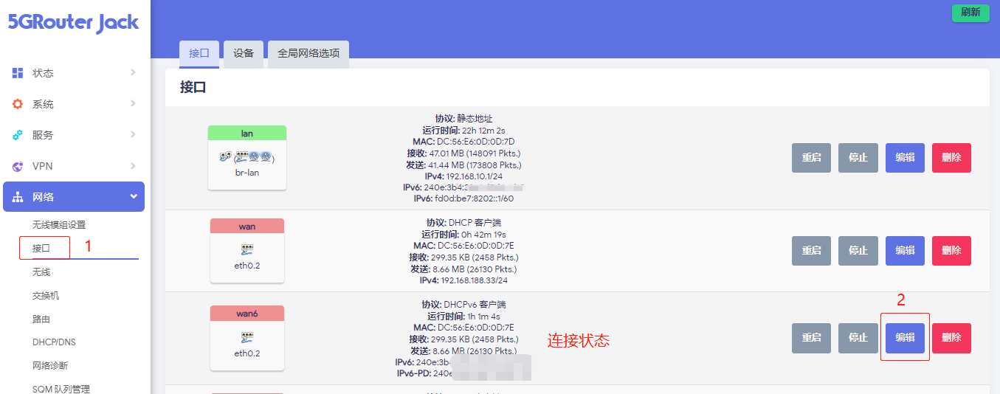 5GRouter Jack
刷新
接口
设备
全局网络选项
状态
系统
服务
VPN
网络
无线模组设置
接口
1
无线
交换机
路由
DHCP/DNS
网络诊断
SQM 队列管理
接口
lan
br-lan
协议: 静态地址
运行时间: 22h 12m 2s
MAC: DC:56:E6:0D:0D:7D
接收: 47.01 MB (148091 Pkts.)
发送: 41.44 MB (173808 Pkts.)
IPv4: 192.168.10.1/24
IPv6: 240e:3b4:
IPv6: fd0d:be7:8202::1/60
重启
停止
编辑
删除
wan
eth0.2
协议: DHCP 客户端
运行时间: 0h 42m 19s
MAC: DC:56:E6:0D:0D:7E
接收: 299.35 KB (2458 Pkts.)
发送: 8.66 MB (26130 Pkts.)
IPv4: 192.168.188.33/24
重启
停止
编辑
删除
wan6
eth0.2
协议: DHCPv6 客户端
运行时间: 1h 1m 4s
MAC: DC:56:E6:0D:0D:7E
接收: 299.35 KB (2458 Pkts.)
发送: 8.66 MB (26130 Pkts.)
IPv6: 240e:3b4
IPv6-PD: 240e
连接状态
2
重启
停止
编辑
删除